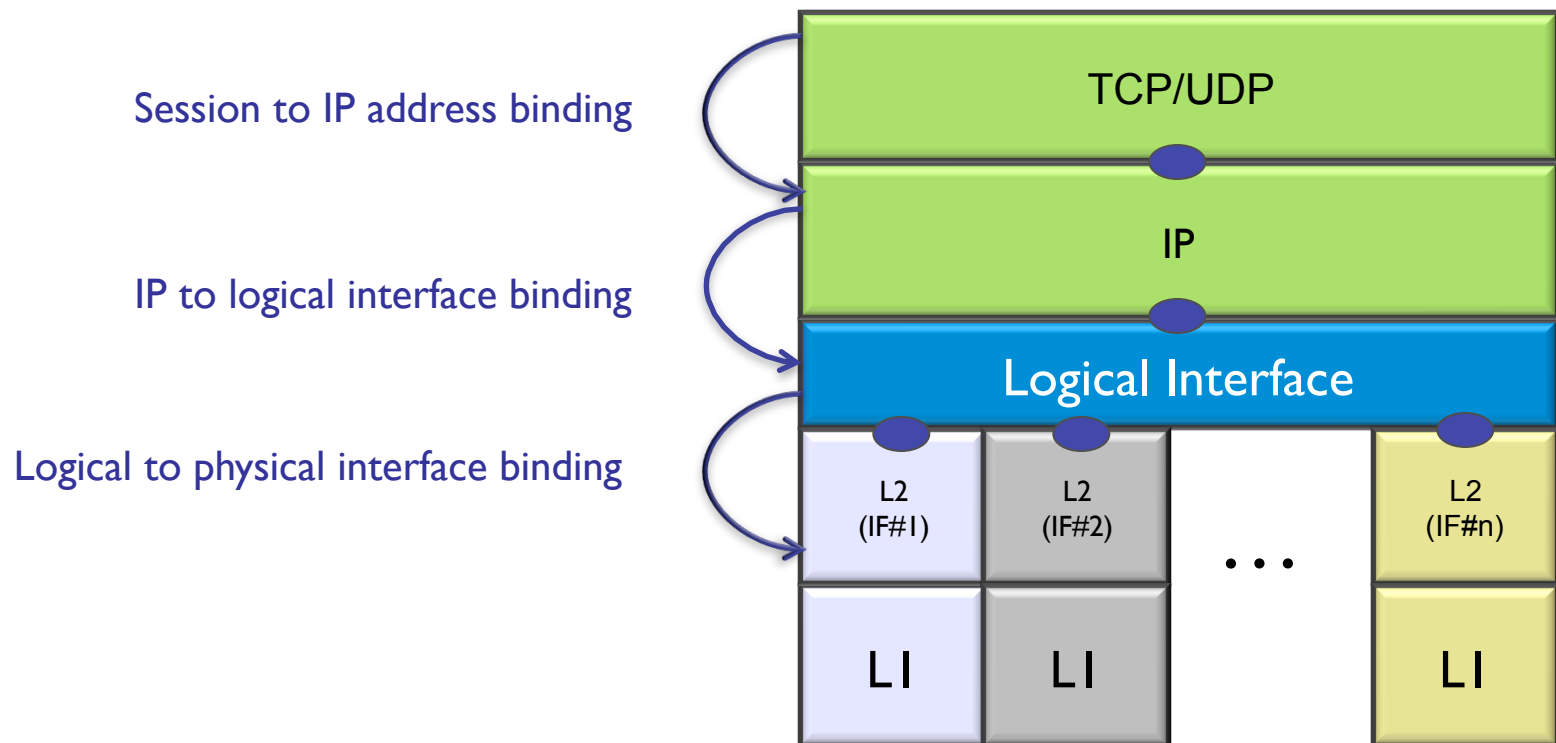 TCP/UDP
Session to IP address binding
IP
IP to logical interface binding
Logical Interface
Logical to physical interface binding
L2
(IF#1)
L2
(IF#2)
...
L2
(IF#n)
L1
L1
L1